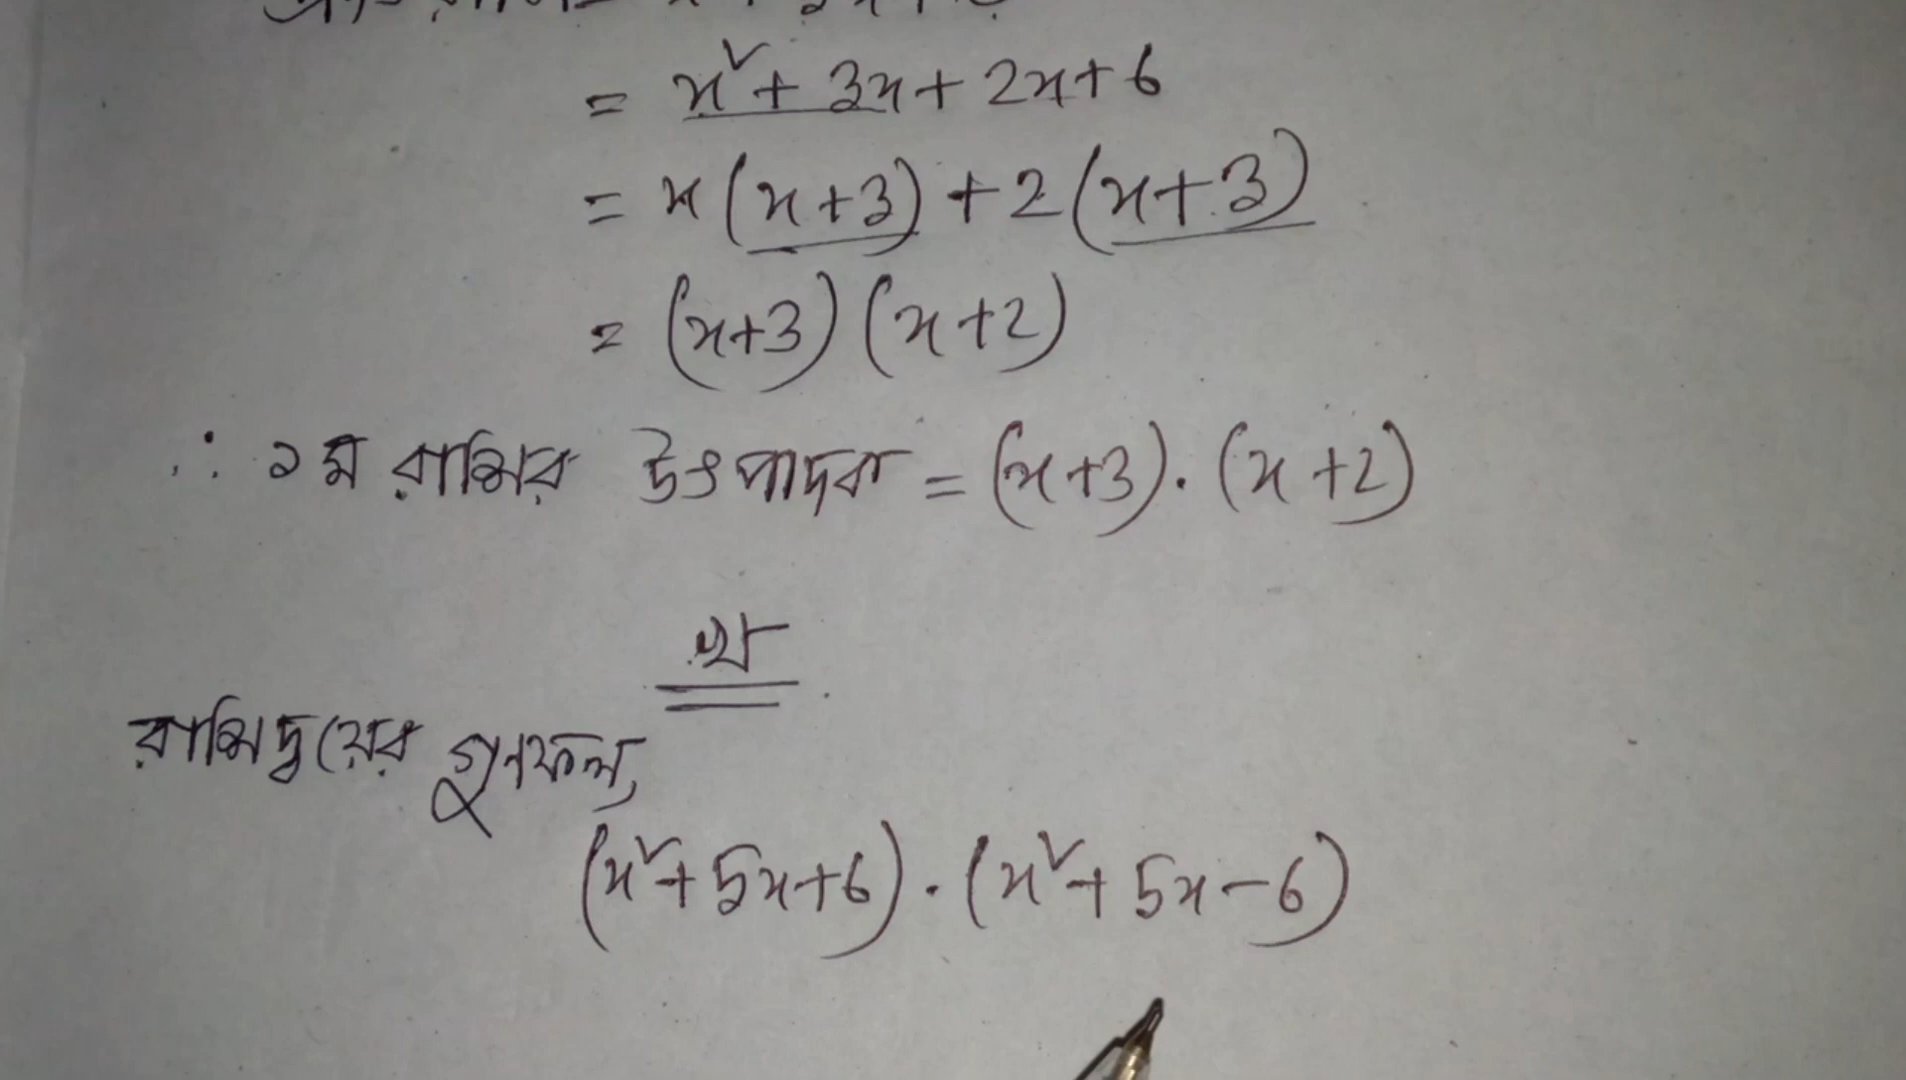 = x² + 3x + 2x + 6
= x (x+3) + 2 (x+3)
= (x+3) (x+2)
∴ ১ম রাশির উৎপাদক = (x+3). (x+2)
খ
রাশিদ্বয়ের গুণফল,
(x²+5x+6) . (x²+5x-6)